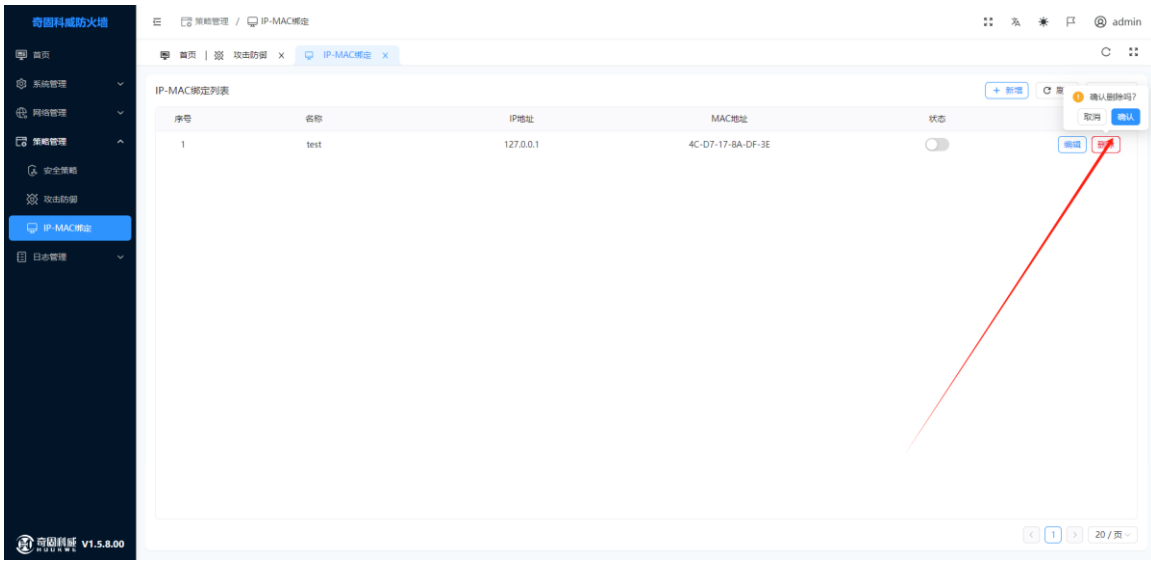 奇固科威防火墙
策略管理 / IP-MAC绑定
admin
首页
系统管理
网络管理
策略管理
安全策略
攻击防御
IP-MAC绑定
日志管理
首页 | 攻击防御 x IP-MAC绑定 x
IP-MAC绑定列表
+ 新增
确认删除吗?
取消 确认
序号 名称 IP地址 MAC地址 状态
1 test 127.0.0.1 4C-D7-17-8A-DF-3E 编辑 删除
< 1 > 20 / 页
奇固科威 V1.5.8.00